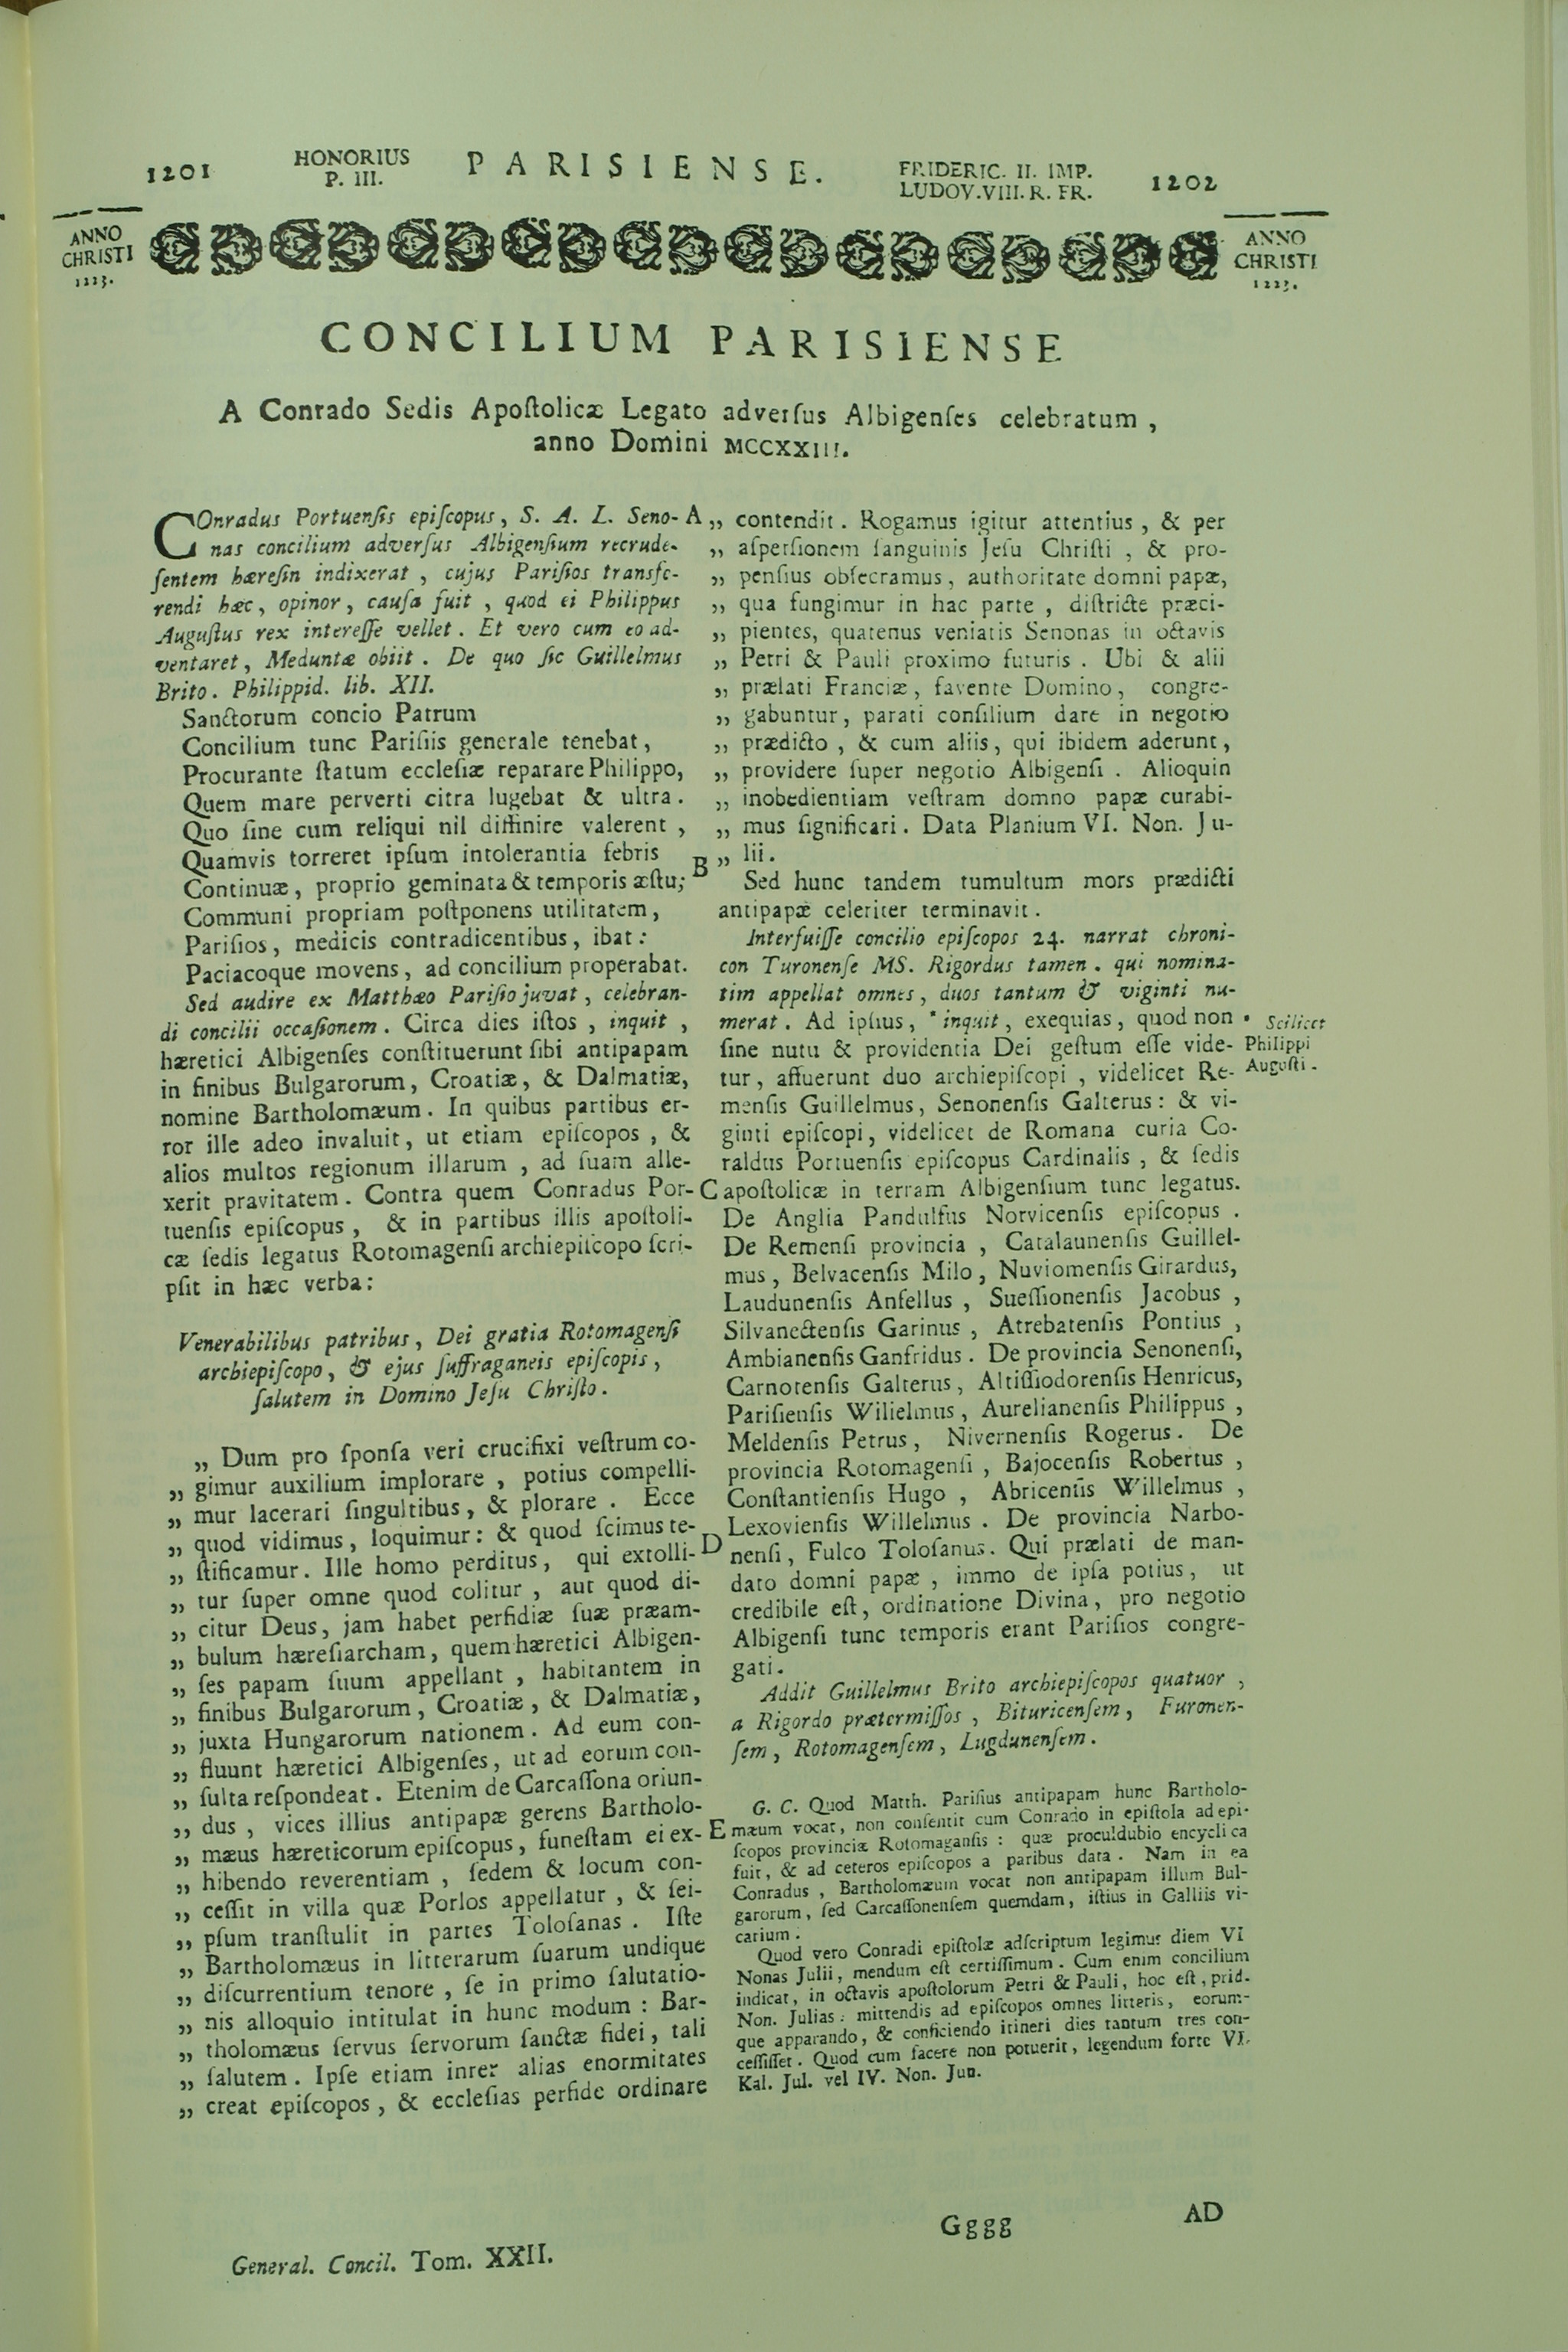 1201
HONORIUS
P. III.
PARISIENSE.
FRIDERIC. II. IMP.
LUDOV. VIII. R. FR.
1202
ANNO
CHRISTI
1223.
ANNO
CHRISTI
1223.
CONCILIUM PARISIENSE
A Conrado Sedis Apoſtolicæ Legato adverſus Albigenſes celebratum ,
anno Domini MCCXXIII.
COnradus Portuenſis epiſcopus, S. A. L. Seno-
nas concilium adverſus Albigenſium recrude-
ſentem hæreſin indixerat , cujus Pariſios transfe-
rendi hæc, opinor, cauſa fuit , quod ei Philippus
Auguſtus rex intereſſe vellet . Et vero cum eo ad-
ventaret, Meduntæ obiit . De quo ſic Guillelmus
Brito. Philippid. lib. XII.
Sanctorum concio Patrum
Concilium tunc Pariſiis generale tenebat,
Procurante ſtatum eccleſiæ reparare Philippo,
Quem mare perverti citra lugebat & ultra .
Quo ſine cum reliqui nil diffinire valerent ,
Quamvis torreret ipſum intolerantia febris
Continuæ, proprio geminata & temporis æſtu;
Communi propriam poſtponens utilitatem,
Pariſios, medicis contradicentibus, ibat:
Paciacoque movens, ad concilium properabat.
Sed audire ex Matthæo Pariſio juvat , celebran-
di concilii occaſionem. Circa dies iſtos , inquit ,
hæretici Albigenſes conſtituerunt ſibi antipapam
in finibus Bulgarorum, Croatiæ, & Dalmatiæ,
nomine Bartholomæum. In quibus partibus er-
ror ille adeo invaluit, ut etiam epiſcopos , &
alios multos regionum illarum , ad ſuam alle-
xerit pravitatem. Contra quem Conradus Por-
tuenſis epiſcopus , & in partibus illis apoſtoli-
cæ ſedis legatus Rotomagenſi archiepiſcopo ſcri-
pſit in hæc verba:
Venerabilibus patribus, Dei gratia Rotomagenſi
archiepiſcopo, & ejus ſuffraganeis epiſcopis,
ſalutem in Domino Jeſu Chriſto.
„ Dum pro ſponſa veri crucifixi veſtrum co-
„ gimur auxilium implorare , potius compelli-
„ mur lacerari ſingultibus, & plorare . Ecce
„ quod vidimus, loquimur: & quod ſcimus te-
„ ſtificamur. Ille homo perditus, qui extolli-
„ tur ſuper omne quod colitur , aut quod di-
„ citur Deus, jam habet perfidiæ ſuæ præam-
„ bulum hæreſiarcham, quem hæretici Albigen-
„ ſes papam ſuum appellant , habitantem in
„ finibus Bulgarorum, Croatiæ, & Dalmatiæ,
„ juxta Hungarorum nationem. Ad eum con-
„ fluunt hæretici Albigenſes, ut ad eorum con-
„ ſulta reſpondeat. Etenim de Carcaſſona oriun-
„ dus , vices illius antipapæ gerens Bartholo-
„ mæus hæreticorum epiſcopus, funeſtam ei ex-
„ hibendo reverentiam , ſedem & locum con-
„ ceſſit in villa quæ Porlos appellatur , & ſei-
„ pſum tranſtulit in partes Toloſanas . Iſte
„ Bartholomæus in litterarum ſuarum undique
„ diſcurrentium tenore , ſe in primo ſalutatio-
„ nis alloquio intitulat in hunc modum : Bar-
„ tholomæus ſervus ſervorum ſanctæ fidei, tali
„ ſalutem. Ipſe etiam inter alias enormitates
„ creat epiſcopos, & eccleſias perfide ordinare
A
B
C
D
E
„ contendit . Rogamus igitur attentius, & per
„ aſperſionem ſanguinis Jeſu Chriſti , & pro-
„ penſius obſecramus, authoritate domni papæ,
„ qua fungimur in hac parte , diſtricte præci-
„ pientes, quatenus veniatis Senonas in octavis
„ Petri & Pauli proximo futuris . Ubi & alii
„ prælati Franciæ, favente Domino, congre-
„ gabuntur, parati conſilium dare in negotio
„ prædicto , & cum aliis, qui ibidem aderunt,
„ providere ſuper negotio Albigenſi . Alioquin
„ inobedientiam veſtram domno papæ curabi-
„ mus ſignificari. Data Planium VI. Non. Ju-
„ lii.
Sed hunc tandem tumultum mors prædicti
antipapæ celeriter terminavit.
Interfuiſſe concilio epiſcopos 24. narrat chroni-
con Turonenſe MS. Rigordus tamen . qui nomina-
tim appellat omnes, duos tantum & viginti nu-
merat. Ad ipſius, * inquit, exequias, quod non
ſine nutu & providentia Dei geſtum eſſe vide-
tur, affuerunt duo archiepiſcopi , videlicet Re-
menſis Guillelmus, Senonenſis Galterus: & vi-
ginti epiſcopi, videlicet de Romana curia Co-
raldus Portuenſis epiſcopus Cardinalis , & ſedis
apoſtolicæ in terram Albigenſium tunc legatus.
De Anglia Pandulfus Norvicenſis epiſcopus .
De Remenſi provincia , Catalaunenſis Guillel-
mus, Belvacenſis Milo, Nuviomenſis Girardus,
Laudunenſis Anſellus , Sueſſionenſis Jacobus ,
Silvanectenſis Garinus , Atrebatenſis Pontius ,
Ambianenſis Ganfridus. De provincia Senonenſi,
Carnotenſis Galterus, Altiſſiodorenſis Henricus,
Pariſienſis Wilielmus, Aurelianenſis Philippus ,
Meldenſis Petrus, Nivernenſis Rogerus. De
provincia Rotomagenſi , Bajocenſis Robertus ,
Conſtantienſis Hugo , Abricenſis Willelmus ,
Lexovienſis Willelmus . De provincia Narbo-
nenſi, Fulco Toloſanus. Qui prælati de man-
dato domni papæ , immo de ipſa potius, ut
credibile eſt, ordinatione Divina, pro negotio
Albigenſi tunc temporis erant Pariſios congre-
gati.
Addit Guillelmus Brito archiepiſcopos quatuor ,
a Rigordo prætermiſſos , Bituricenſem, Furonen-
ſem, Rotomagenſem, Lugdunenſem.
* Scilicet
Philippi
Auguſti.
G. C. Quod Matth. Pariſius antipapam hunc Bartholo-
mæum vocat, non conſentit cum Conrado in epiſtola ad epi-
ſcopos provinciæ Rotomaganſis : quæ proculdubio encyclica
fuit, & ad ceteros epiſcopos a paribus data . Nam in ea
Conradus , Bartholomæum vocat non antipapam illum Bul-
garorum, ſed Carcaſſonenſem quemdam, iſtius in Galliis vi-
carium.
Quod vero Conradi epiſtolæ adſcriptum legimus diem VI
Nonas Julii, mendum eſt certiſſimum. Cum enim concilium
indicat, in octavis apoſtolorum Petri & Pauli, hoc eſt, prid.
Non. Julias: mittendis ad epiſcopos omnes litteris, eorum-
que apparando, & conficiendo itineri dies tantum tres con-
ceſſiſſet. Quod cum facere non potuerit, legendum forte VI.
Kal. Jul. vel IV. Non. Jun.
General. Concil. Tom. XXII.
Gggg
AD